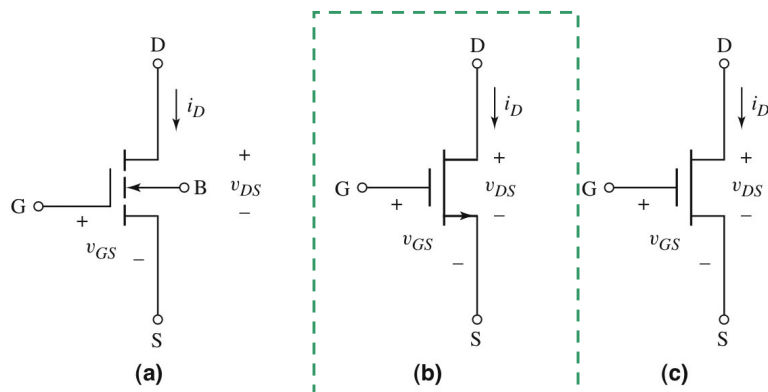 D
D
D
i_D
i_D
i_D
+
+
+
G
B
v_DS
G
v_DS
G
v_DS
+
−
+
−
+
−
v_GS
−
v_GS
−
v_GS
−
S
S
S
(a)
(b)
(c)